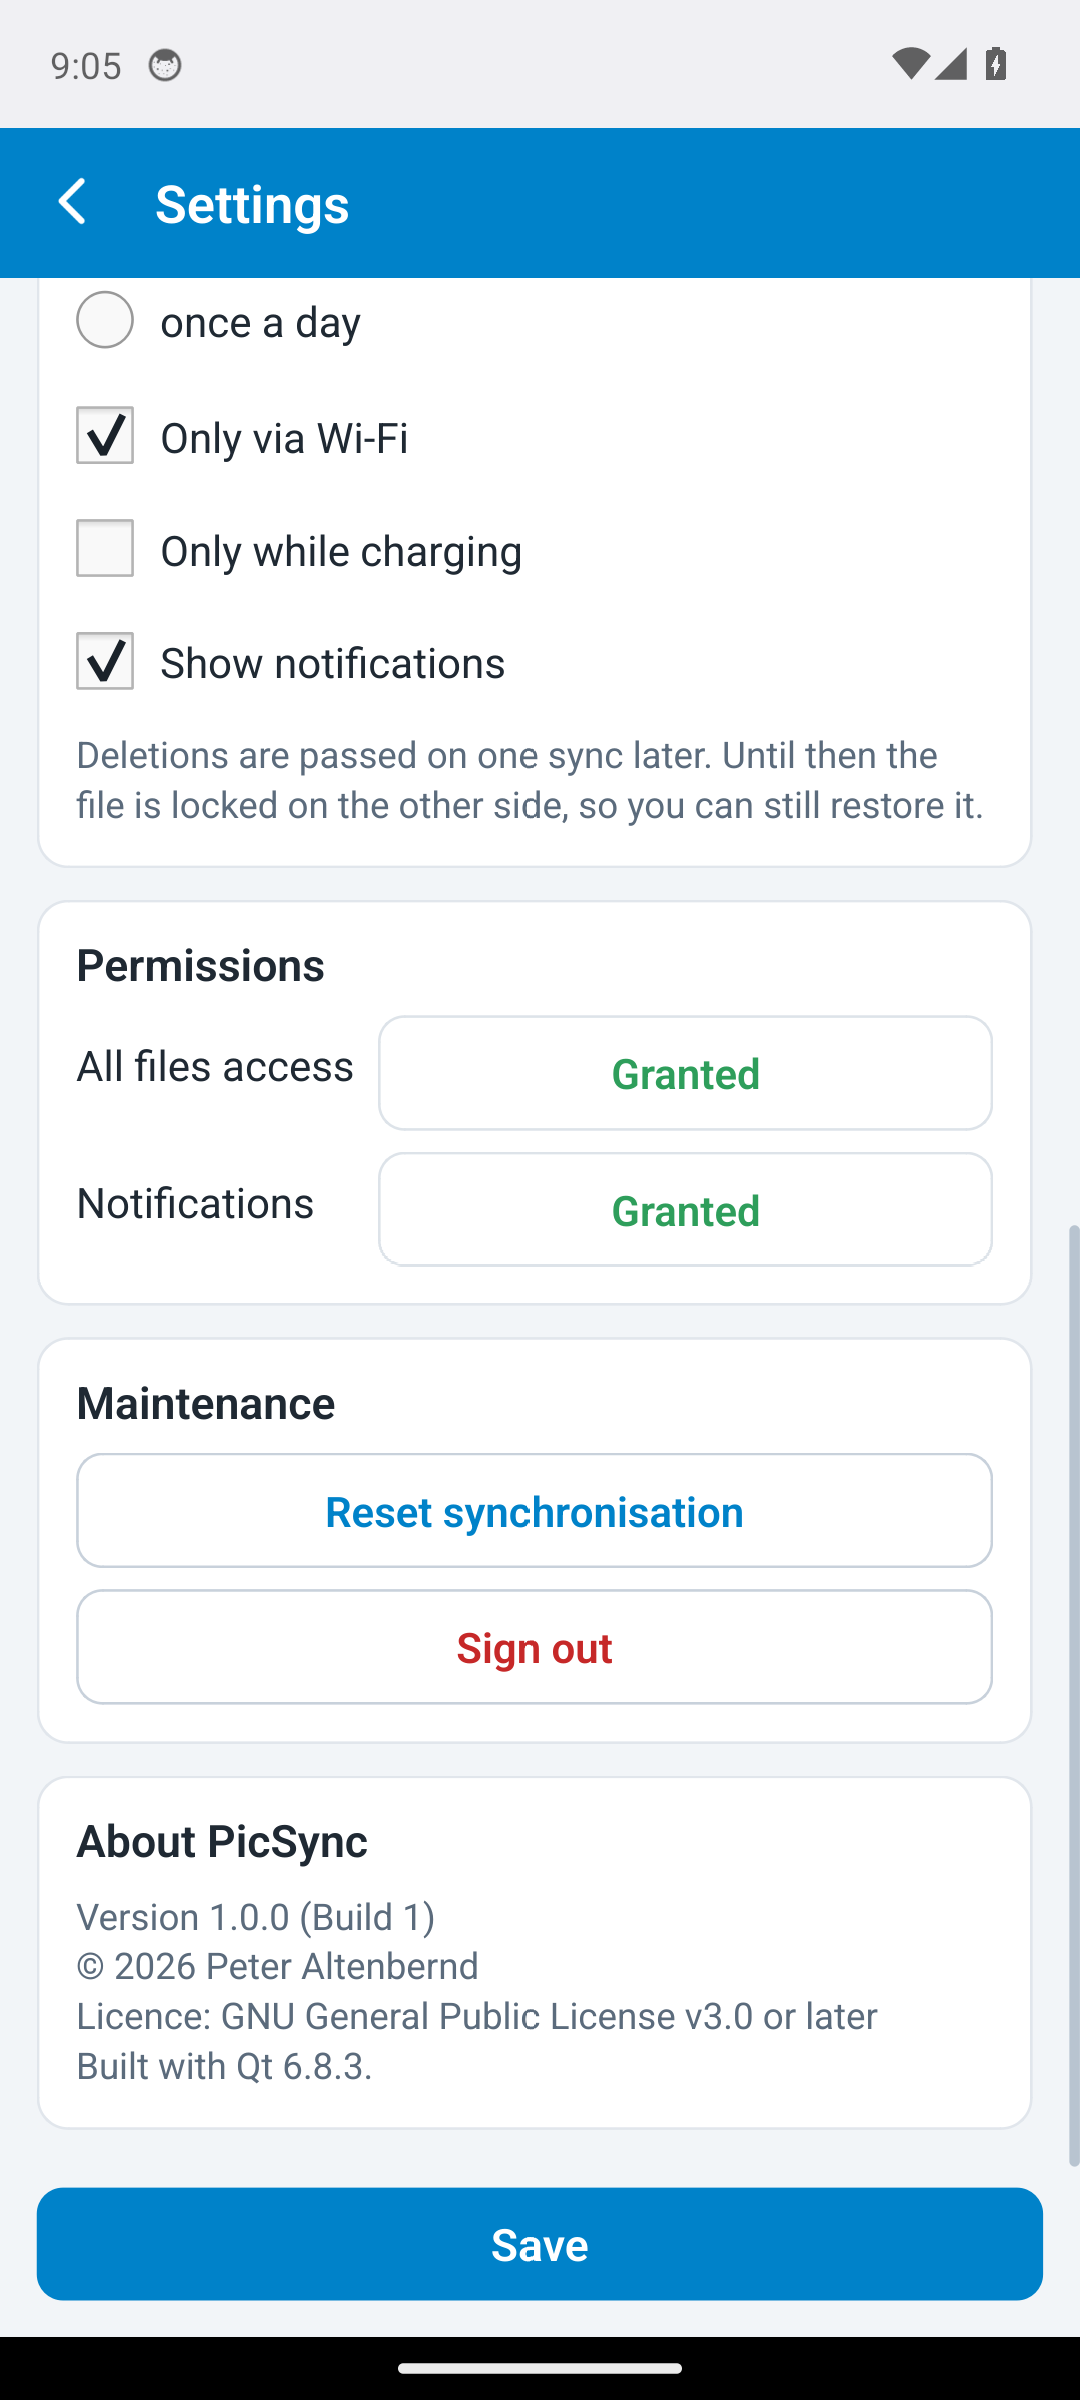 9:05
Settings
once a day
Only via Wi-Fi
Only while charging
Show notifications
Deletions are passed on one sync later. Until then the
file is locked on the other side, so you can still restore it.
Permissions
All files access
Granted
Notifications
Granted
Maintenance
Reset synchronisation
Sign out
About PicSync
Version 1.0.0 (Build 1)
© 2026 Peter Altenbernd
Licence: GNU General Public License v3.0 or later
Built with Qt 6.8.3.
Save